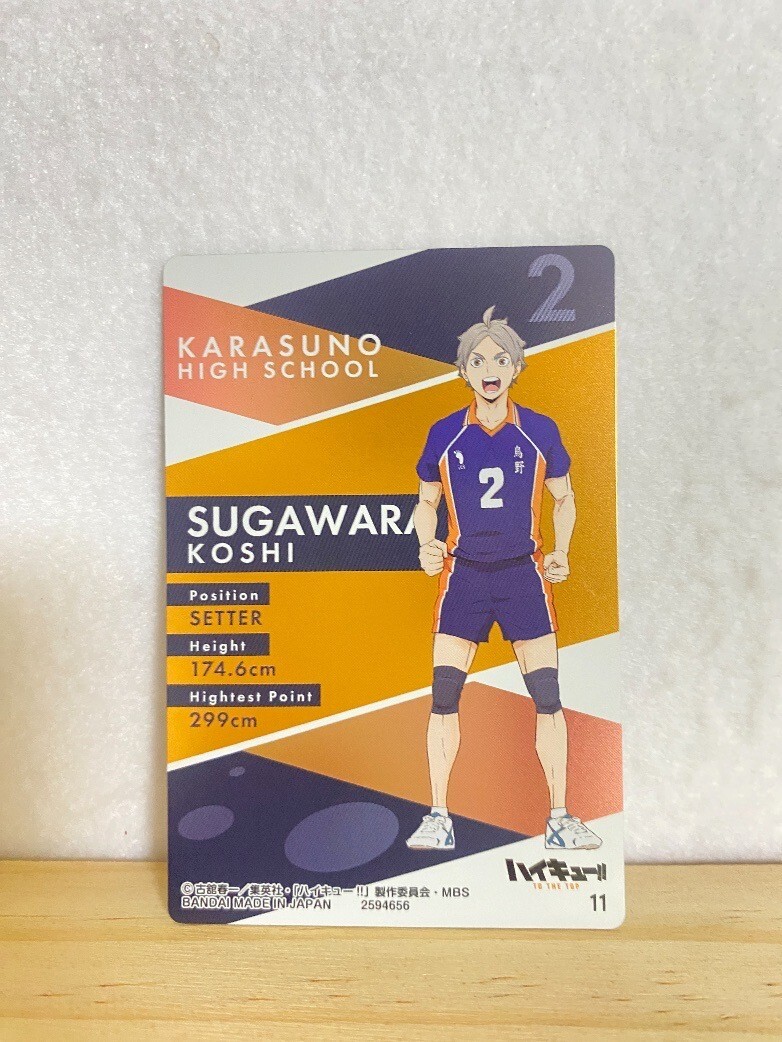 2
KARASUNO
HIGH SCHOOL
烏野
2
SUGAWARA
KOSHI
Position
SETTER
Height
174.6cm
Hightest Point
299cm
ハイキュー!!
TO THE TOP
©古舘春一/集英社・「ハイキュー!!」製作委員会・MBS
BANDAI MADE IN JAPAN 2594656
11